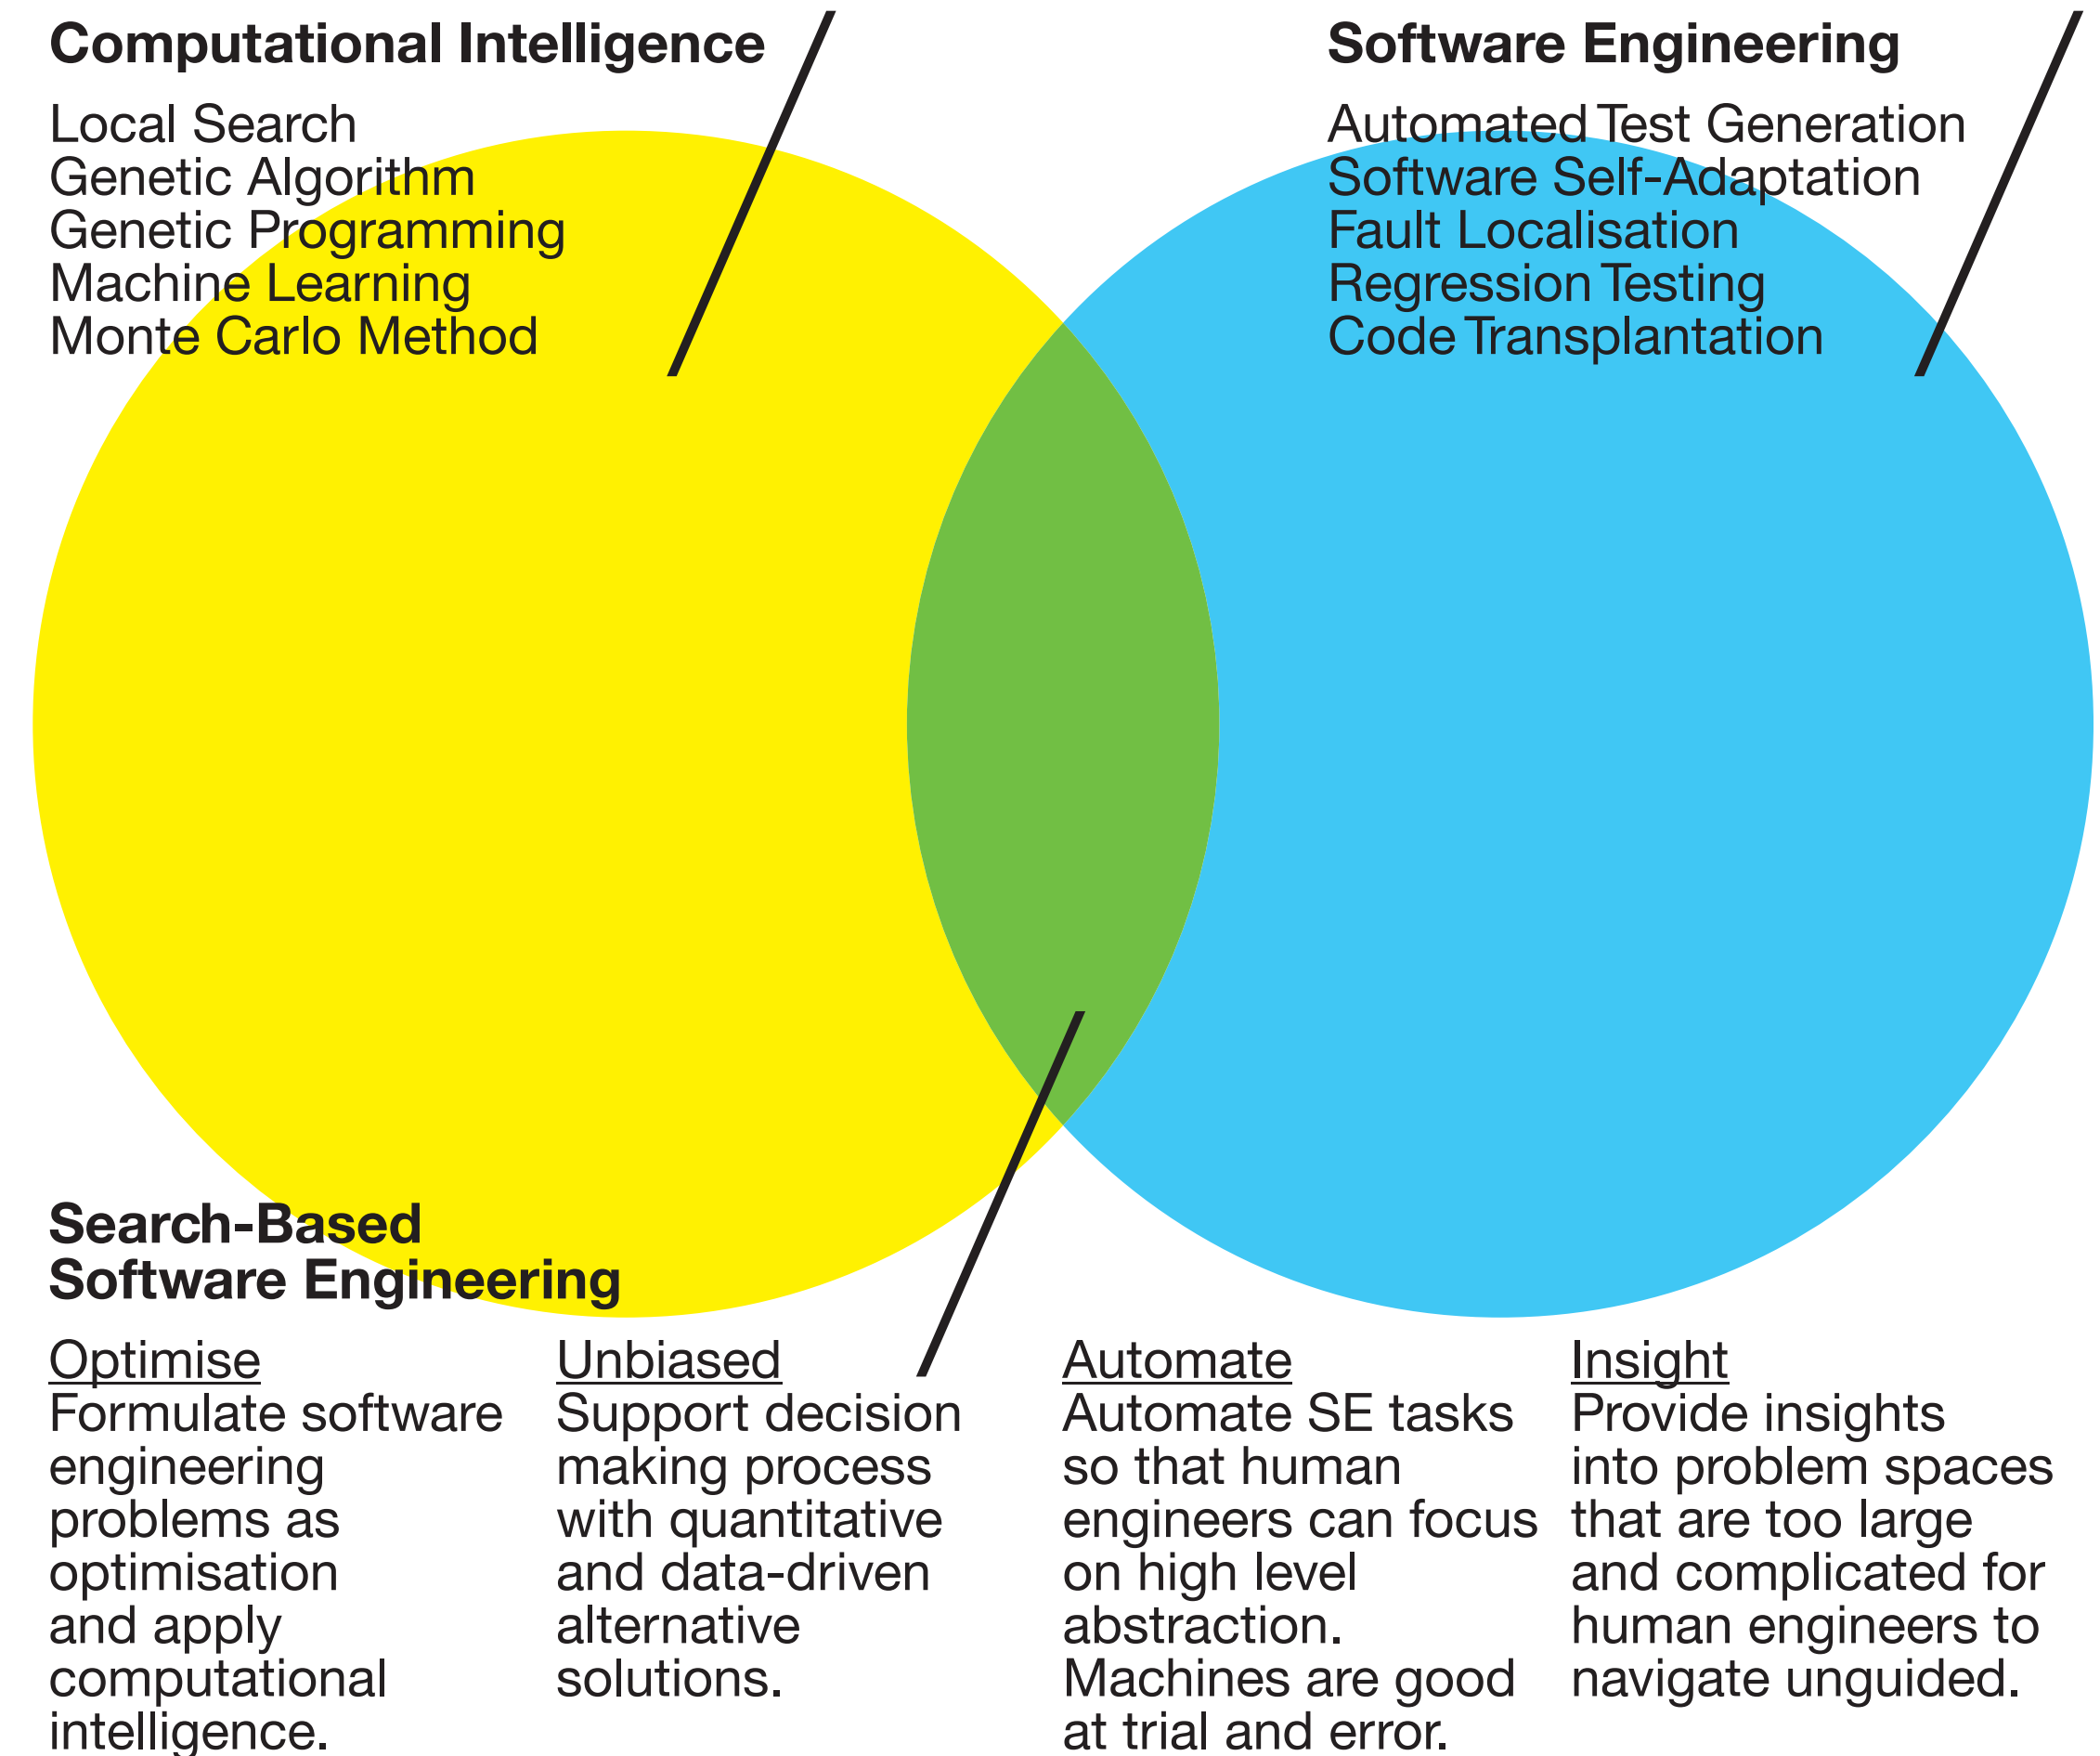 Computational Intelligence
Local Search
Genetic Algorithm
Genetic Programming
Machine Learning
Monte Carlo Method
Software Engineering
Automated Test Generation
Software Self-Adaptation
Fault Localisation
Regression Testing
Code Transplantation
Search-Based
Software Engineering
Optimise
Formulate software
engineering
problems as
optimisation
and apply
computational
intelligence.
Unbiased
Support decision
making process
with quantitative
and data-driven
alternative
solutions.
Automate
Automate SE tasks
so that human
engineers can focus
on high level
abstraction.
Machines are good
at trial and error.
Insight
Provide insights
into problem spaces
that are too large
and complicated for
human engineers to
navigate unguided.